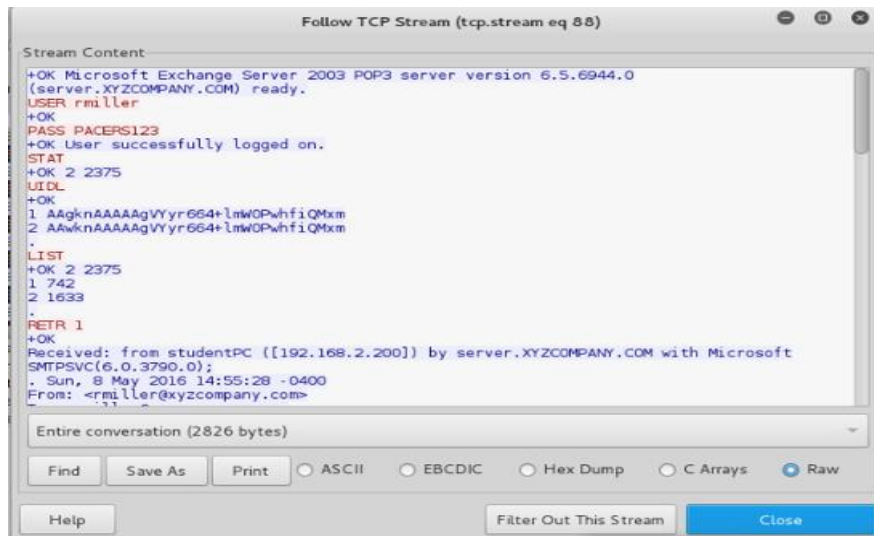 Follow TCP Stream (tcp.stream eq 88)
Stream Content
+OK Microsoft Exchange Server 2003 POP3 server version 6.5.6944.0
(server.XYZCOMPANY.COM) ready.
USER rmiller
+OK
PASS PACERS123
+OK User successfully logged on.
STAT
+OK 2 2375
UIDL
+OK
1 AAgknAAAAAgVYyr664+lmWOPwhfiQMxm
2 AAwknAAAAAgVYyr664+lmWOPwhfiQMxm
.
LIST
+OK 2 2375
1 742
2 1633
.
RETR 1
+OK
Received: from studentPC ([192.168.2.200]) by server.XYZCOMPANY.COM with Microsoft
SMTPSVC(6.0.3790.0);
. Sun, 8 May 2016 14:55:28 -0400
From: <rmiller@xyzcompany.com>
Entire conversation (2826 bytes)
Find Save As Print ASCII EBCDIC Hex Dump C Arrays Raw
Help Filter Out This Stream Close